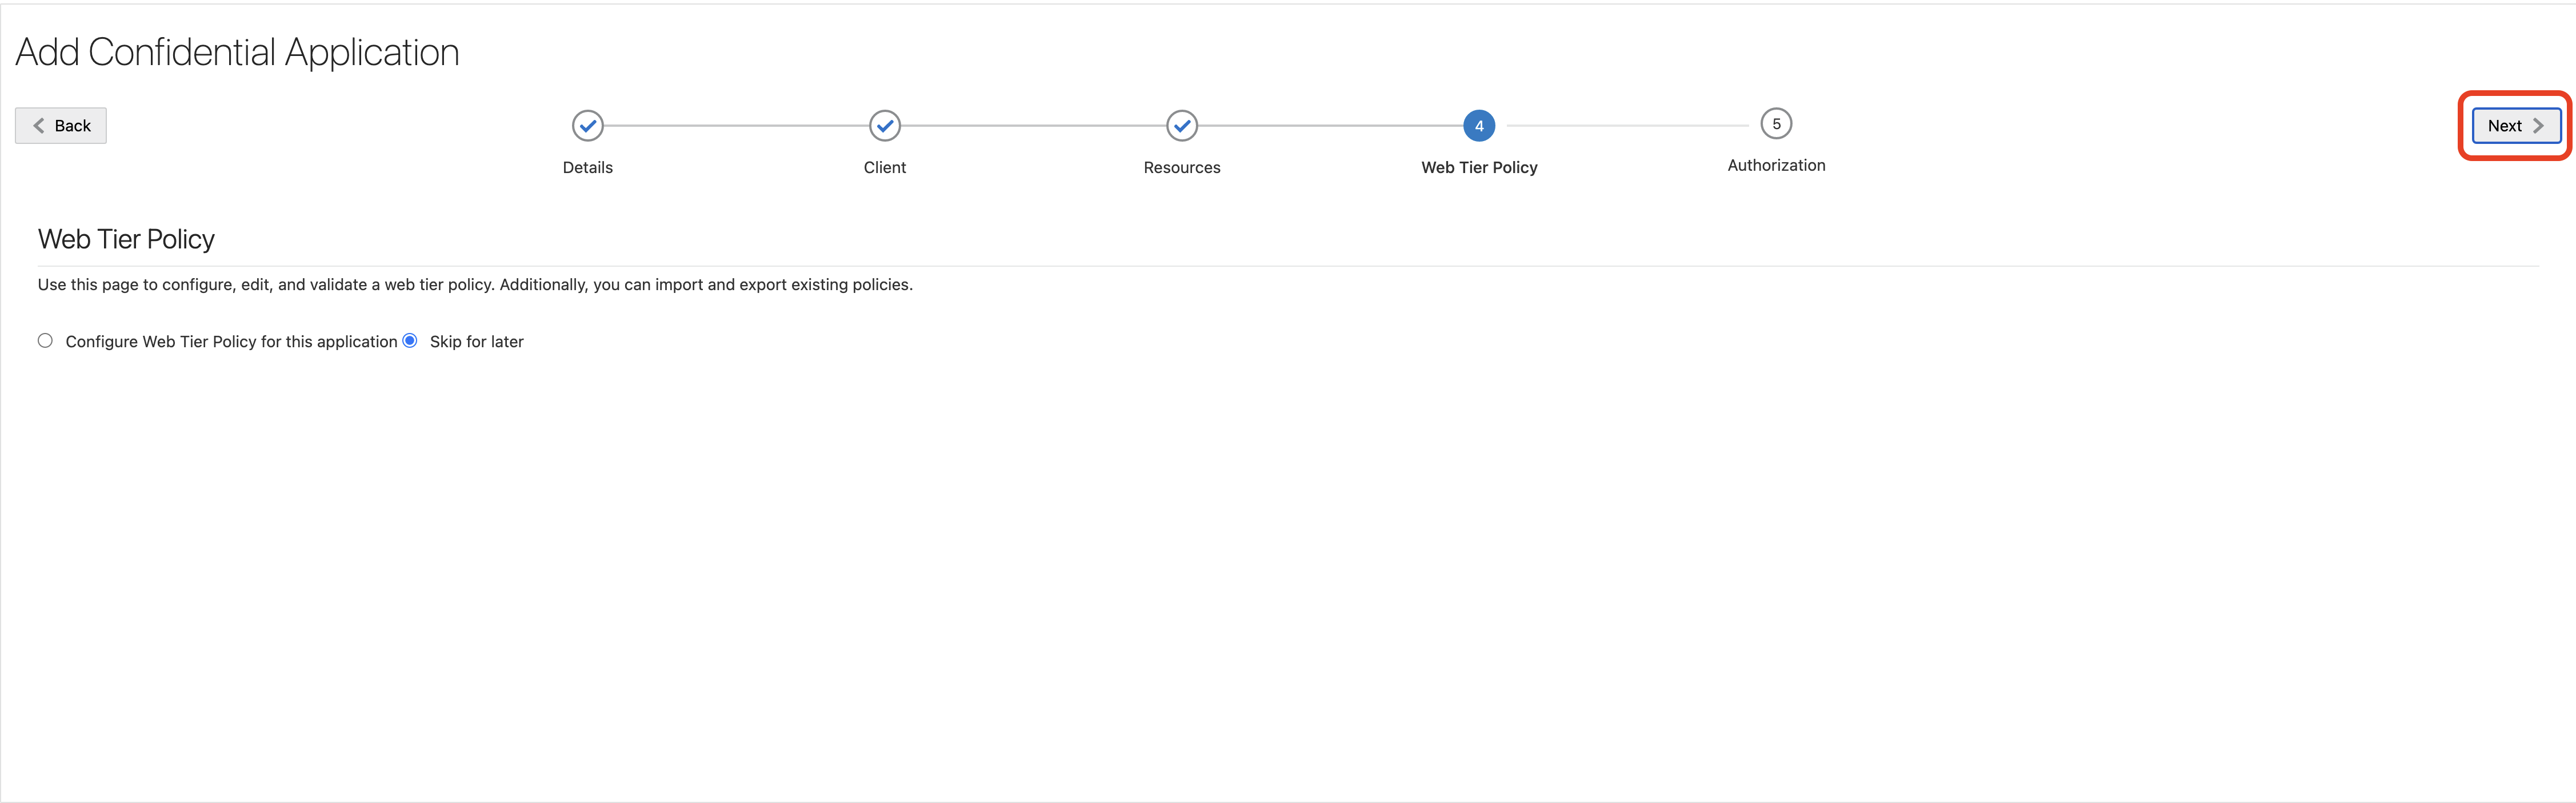 Add Confidential Application
Back
4
5
Next
Details
Client
Resources
Web Tier Policy
Authorization
Web Tier Policy
Use this page to configure, edit, and validate a web tier policy. Additionally, you can import and export existing policies.
Configure Web Tier Policy for this application Skip for later